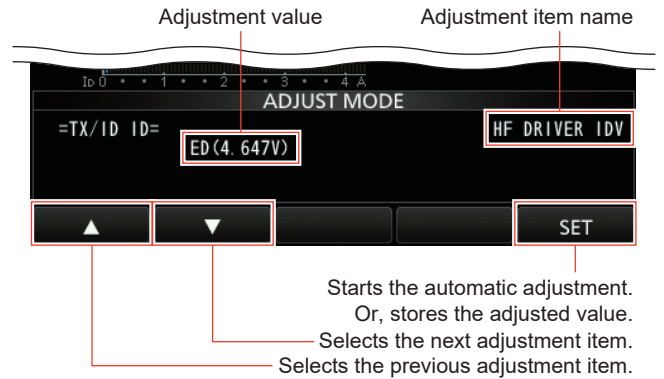 Adjustment value
Adjustment item name
ID 0 • • 1 • • 2 • • 3 • • 4 A
ADJUST MODE
=TX/ID ID=
HF DRIVER IDV
ED(4.647V)
▲ ▼ SET
Starts the automatic adjustment.
Or, stores the adjusted value.
Selects the next adjustment item.
Selects the previous adjustment item.